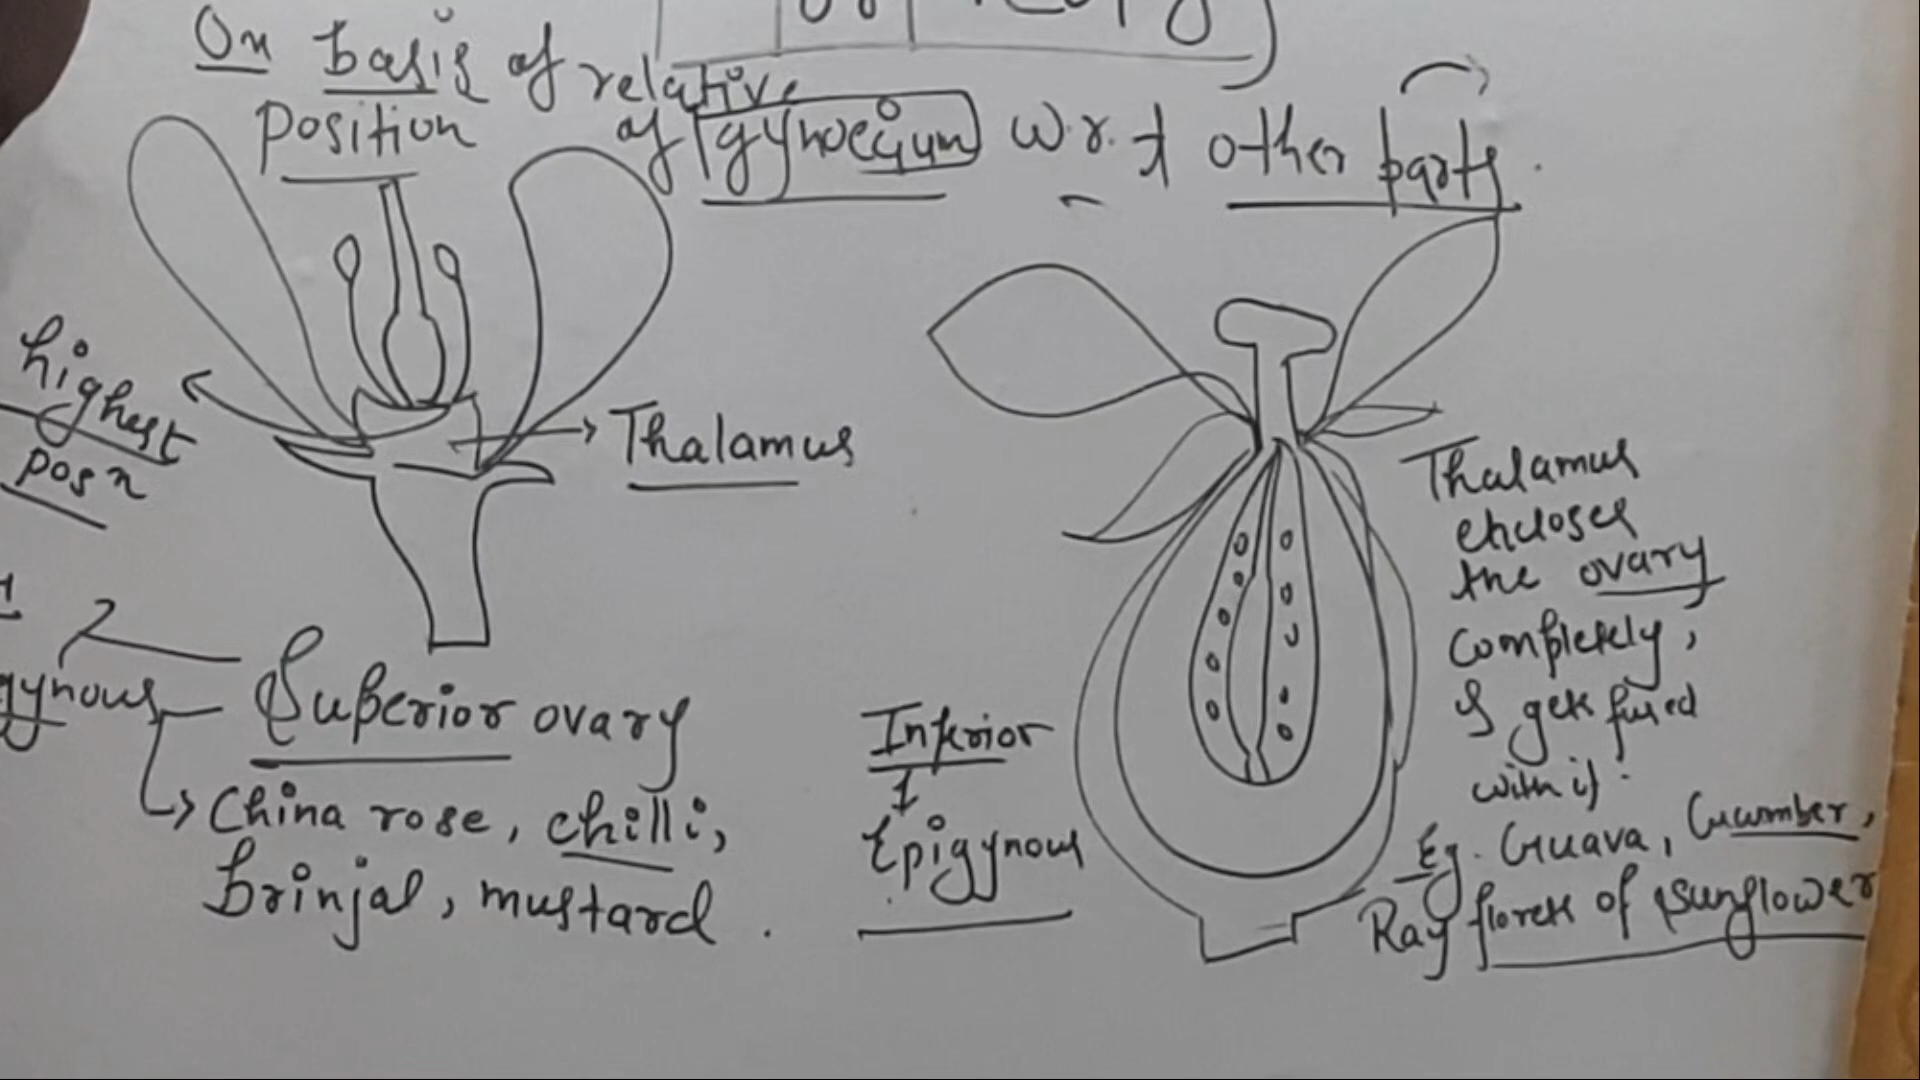 On basis of relative
position of gynoecium w.r.t other parts.
highest
posn
Thalamus
gynous
Superior ovary
China rose, chilli,
brinjal, mustard.
Inferior
Epigynous
Thalamus
encloses
the ovary
completely,
& gets fused
with it.
Eg. Guava, Cucumber,
Ray florets of sunflower